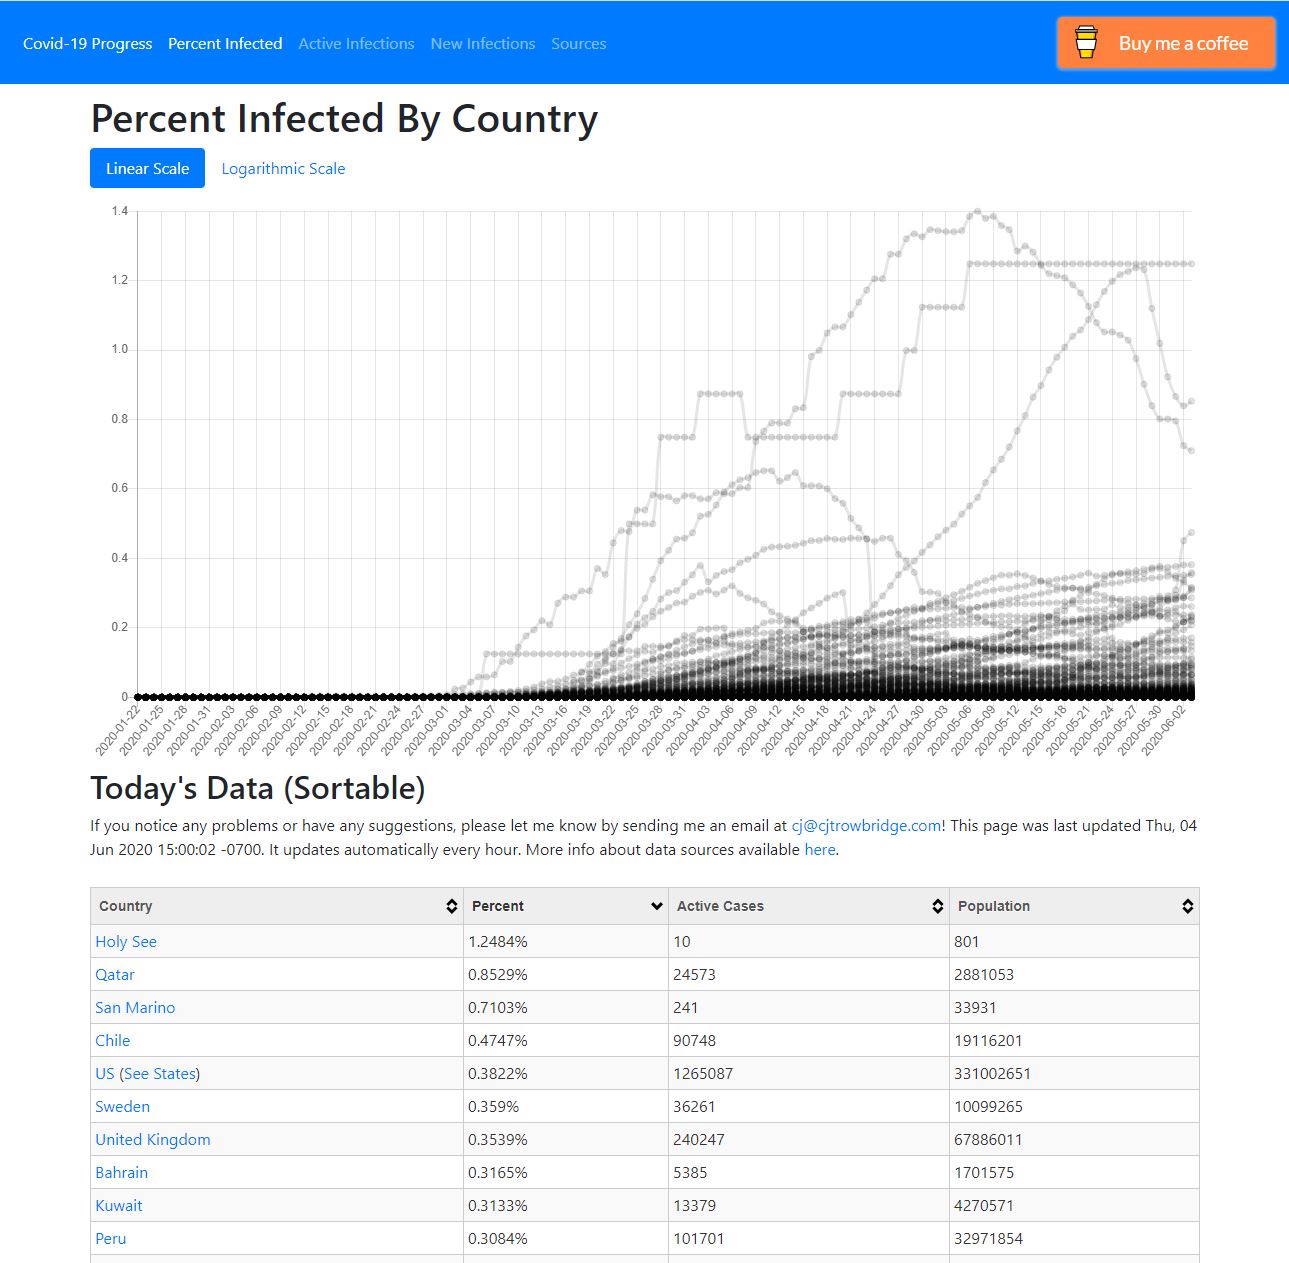 Covid-19 Progress Percent Infected Active Infections New Infections Sources Buy me a coffee
Percent Infected By Country
Linear Scale Logarithmic Scale
1.4
1.2
1.0
0.8
0.6
0.4
0.2
0
2020-01-22 2020-01-25 2020-01-28 2020-01-31 2020-02-03 2020-02-06 2020-02-09 2020-02-12 2020-02-15 2020-02-18 2020-02-21 2020-02-24 2020-02-27 2020-03-01 2020-03-04 2020-03-07 2020-03-10 2020-03-13 2020-03-16 2020-03-19 2020-03-22 2020-03-25 2020-03-28 2020-03-31 2020-04-03 2020-04-06 2020-04-09 2020-04-12 2020-04-15 2020-04-18 2020-04-21 2020-04-24 2020-04-27 2020-04-30 2020-05-03 2020-05-06 2020-05-09 2020-05-12 2020-05-15 2020-05-18 2020-05-21 2020-05-24 2020-05-27 2020-05-30 2020-06-02
Today's Data (Sortable)
If you notice any problems or have any suggestions, please let me know by sending me an email at cj@cjtrowbridge.com! This page was last updated Thu, 04
Jun 2020 15:00:02 -0700. It updates automatically every hour. More info about data sources available here.
Country Percent Active Cases Population
Holy See 1.2484% 10 801
Qatar 0.8529% 24573 2881053
San Marino 0.7103% 241 33931
Chile 0.4747% 90748 19116201
US (See States) 0.3822% 1265087 331002651
Sweden 0.359% 36261 10099265
United Kingdom 0.3539% 240247 67886011
Bahrain 0.3165% 5385 1701575
Kuwait 0.3133% 13379 4270571
Peru 0.3084% 101701 32971854